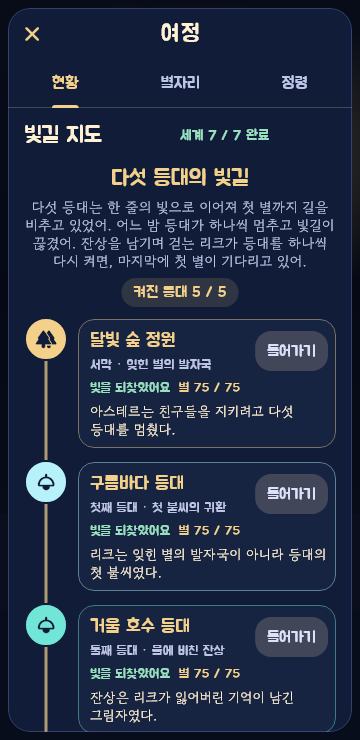 여정
현황 별자리 정령
빛길 지도 세계 7 / 7 완료
다섯 등대의 빛길
다섯 등대는 한 줄의 빛으로 이어져 첫 별까지 길을
비추고 있었어. 어느 밤 등대가 하나씩 멈추고 빛길이
끊겼어. 잔상을 남기며 걷는 리크가 등대를 하나씩
다시 켜면, 마지막에 첫 별이 기다리고 있어.
켜진 등대 5 / 5
달빛 숲 정원
들어가기
서막 · 잊힌 별의 발자국
빛을 되찾았어요 별 75 / 75
아스테르는 친구들을 지키려고 다섯
등대를 멈췄다.
구름바다 등대
들어가기
첫째 등대 · 첫 불씨의 귀환
빛을 되찾았어요 별 75 / 75
리크는 잊힌 별의 발자국이 아니라 등대의
첫 불씨였다.
거울 호수 등대
들어가기
둘째 등대 · 물에 비친 잔상
빛을 되찾았어요 별 75 / 75
잔상은 리크가 잃어버린 기억이 남긴
그림자였다.